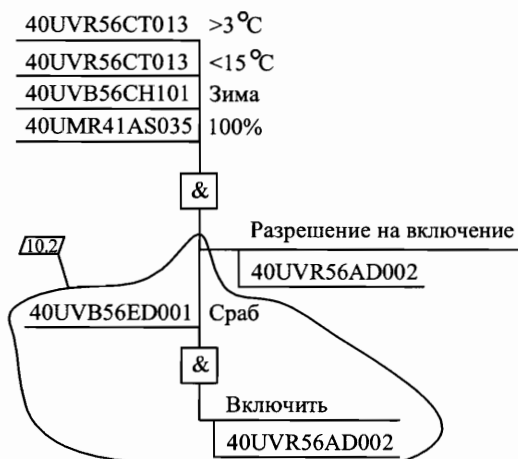 40UVR56CT013 >3°C
40UVR56CT013 <15°C
40UVB56CH101 Зима
40UMR41AS035 100%
&
10,2
Разрешение на включение
40UVR56AD002
40UVB56ED001 Сраб
&
Включить
40UVR56AD002